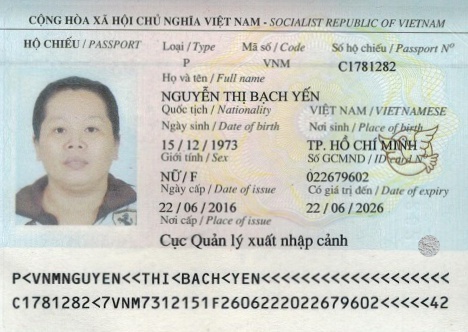 CỘNG HÒA XÃ HỘI CHỦ NGHĨA VIỆT NAM - SOCIALIST REPUBLIC OF VIETNAM
HỘ CHIẾU / PASSPORT Loại / Type Mã số / Code Số hộ chiếu / Passport Nº
P VNM C1781282
Họ và tên / Full name
NGUYỄN THỊ BẠCH YẾN
Quốc tịch / Nationality VIỆT NAM / VIETNAMESE
Ngày sinh / Date of birth Nơi sinh / Place of birth
15 / 12 / 1973 TP. HỒ CHÍ MINH
Giới tính / Sex Số GCMND / ID card Nº
NỮ / F 022679602
Ngày cấp / Date of issue Có giá trị đến / Date of expiry
22 / 06 / 2016 22 / 06 / 2026
Nơi cấp / Place of issue
Cục Quản lý xuất nhập cảnh
P<VNMNGUYEN<<THI<BACH<YEN<<<<<<<<<<<<<<<<<<<
C1781282<7VNM7312151F2606222022679602<<<<<42